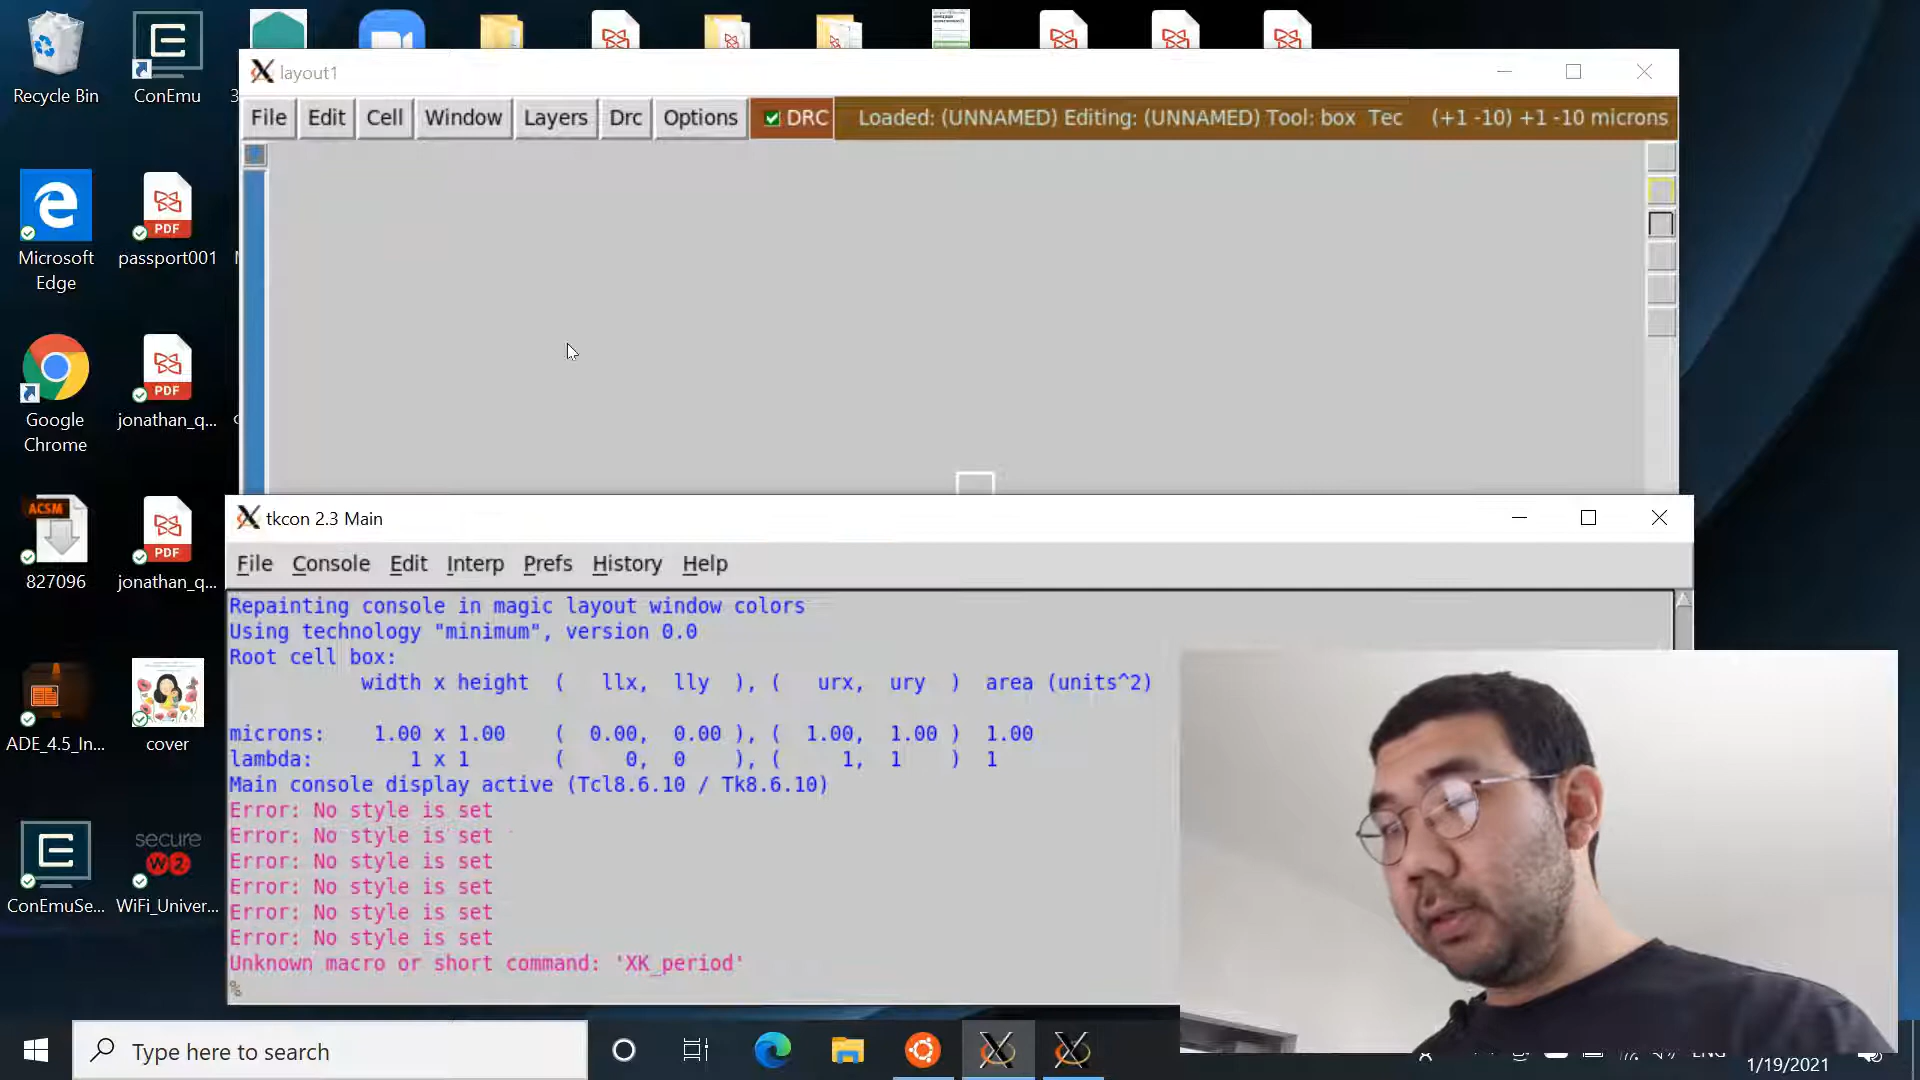 Recycle Bin
ConEmu
layout1
File
Edit
Cell
Window
Layers
Drc
Options
DRC
Loaded: (UNNAMED) Editing: (UNNAMED) Tool: box Tec
(+1 -10) +1 -10 microns
Microsoft
Edge
PDF
passport001
Google
Chrome
PDF
jonathan_q...
ACSM
827096
PDF
jonathan_q...
ADE_4.5_In...
cover
ConEmuSe...
secure
W2
WiFi_Univer...
tkcon 2.3 Main
File
Console
Edit
Interp
Prefs
History
Help
Repainting console in magic layout window colors
Using technology "minimum", version 0.0
Root cell box:
width x height ( llx, lly ), ( urx, ury ) area (units^2)
microns: 1.00 x 1.00 ( 0.00, 0.00 ), ( 1.00, 1.00 ) 1.00
lambda: 1 x 1 ( 0, 0 ), ( 1, 1 ) 1
Main console display active (Tcl8.6.10 / Tk8.6.10)
Error: No style is set
Error: No style is set
Error: No style is set
Error: No style is set
Error: No style is set
Error: No style is set
Unknown macro or short command: 'XK_period'
%
Type here to search
ENG
1/19/2021